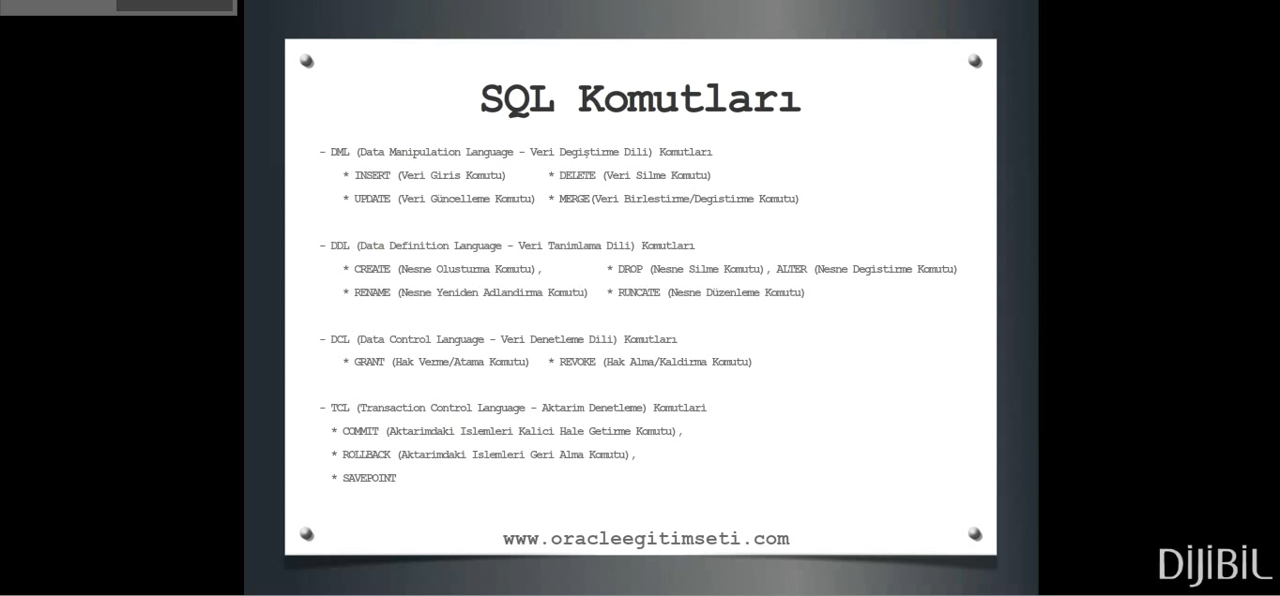 SQL Komutları
- DML (Data Manipulation Language - Veri Degiştirme Dili) Komutları
* INSERT (Veri Giris Komutu) * DELETE (Veri Silme Komutu)
* UPDATE (Veri Güncelleme Komutu) * MERGE(Veri Birlestirme/Degistirme Komutu)
- DDL (Data Definition Language - Veri Tanimlama Dili) Komutları
* CREATE (Nesne Olusturma Komutu), * DROP (Nesne Silme Komutu), ALTER (Nesne Degistirme Komutu)
* RENAME (Nesne Yeniden Adlandirma Komutu) * RUNCATE (Nesne Düzenleme Komutu)
- DCL (Data Control Language - Veri Denetleme Dili) Komutları
* GRANT (Hak Verme/Atama Komutu) * REVOKE (Hak Alma/Kaldirma Komutu)
- TCL (Transaction Control Language - Aktarim Denetleme) Komutlari
* COMMIT (Aktarimdaki Islemleri Kalici Hale Getirme Komutu),
* ROLLBACK (Aktarimdaki Islemleri Geri Alma Komutu),
* SAVEPOINT
www.oracleegitimseti.com
DİJİBİL